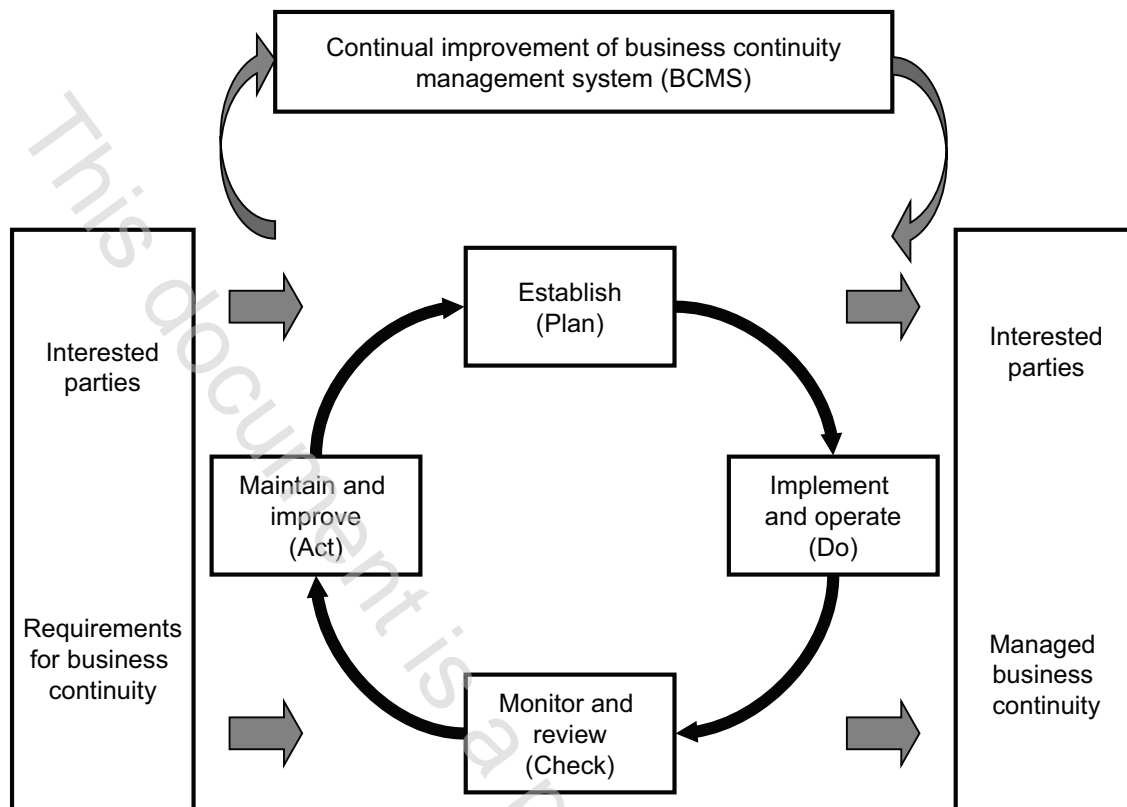 Continual improvement of business continuity
management system (BCMS)
Establish
(Plan)
Interested
parties
Interested
parties
Maintain and
improve
(Act)
Implement
and operate
(Do)
Requirements
for business
continuity
Managed
business
continuity
Monitor and
review
(Check)
This document is a